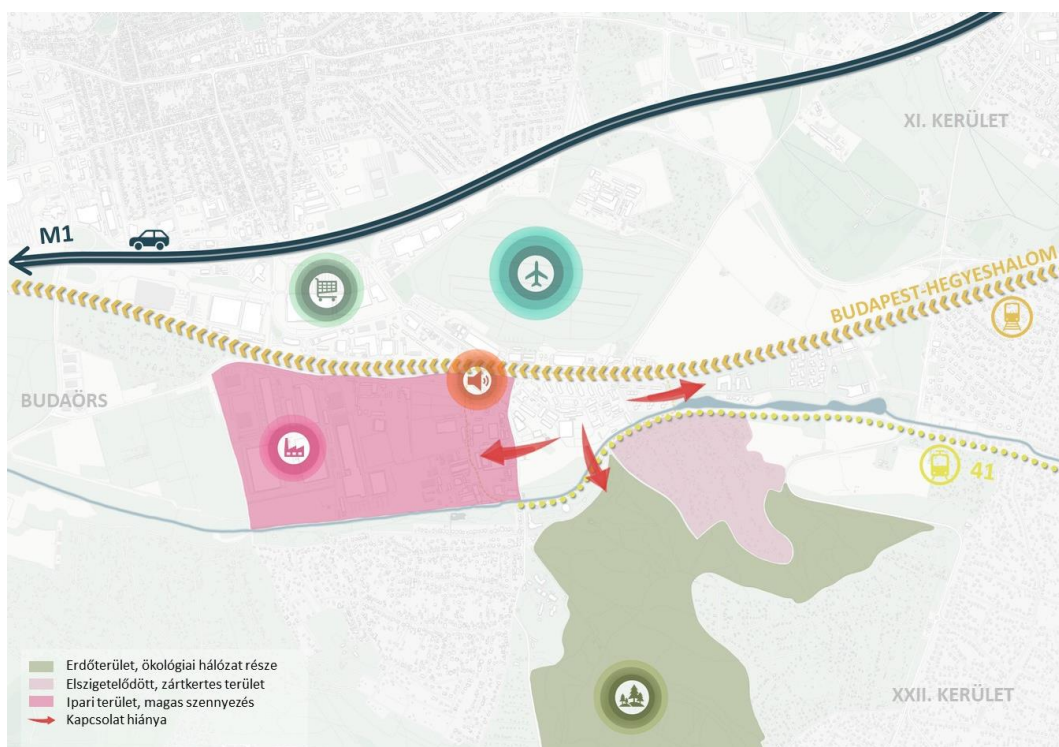 XI. KERÜLET
M1
BUDAPEST-HEGYESHALOM
BUDAÖRS
41
Erdőterület, ökológiai hálózat része
Elszigetelődött, zártkertes terület
Ipari terület, magas szennyezés
Kapcsolat hiánya
XXII. KERÜLET